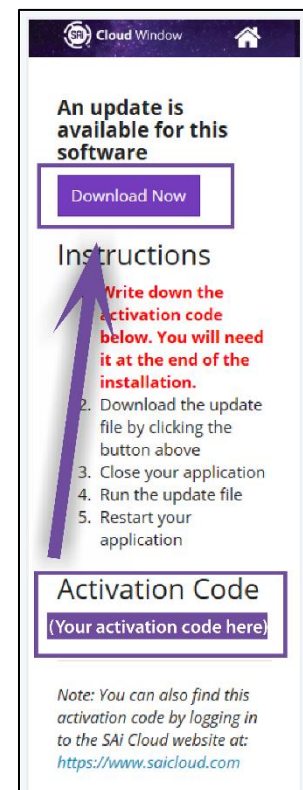 SAi Cloud Window
An update is
available for this
software
Download Now
Instructions
Write down the
activation code
below. You will need
it at the end of the
installation.
2. Download the update
file by clicking the
button above
3. Close your application
4. Run the update file
5. Restart your
application
Activation Code
(Your activation code here)
Note: You can also find this
activation code by logging in
to the SAi Cloud website at:
https://www.saicloud.com